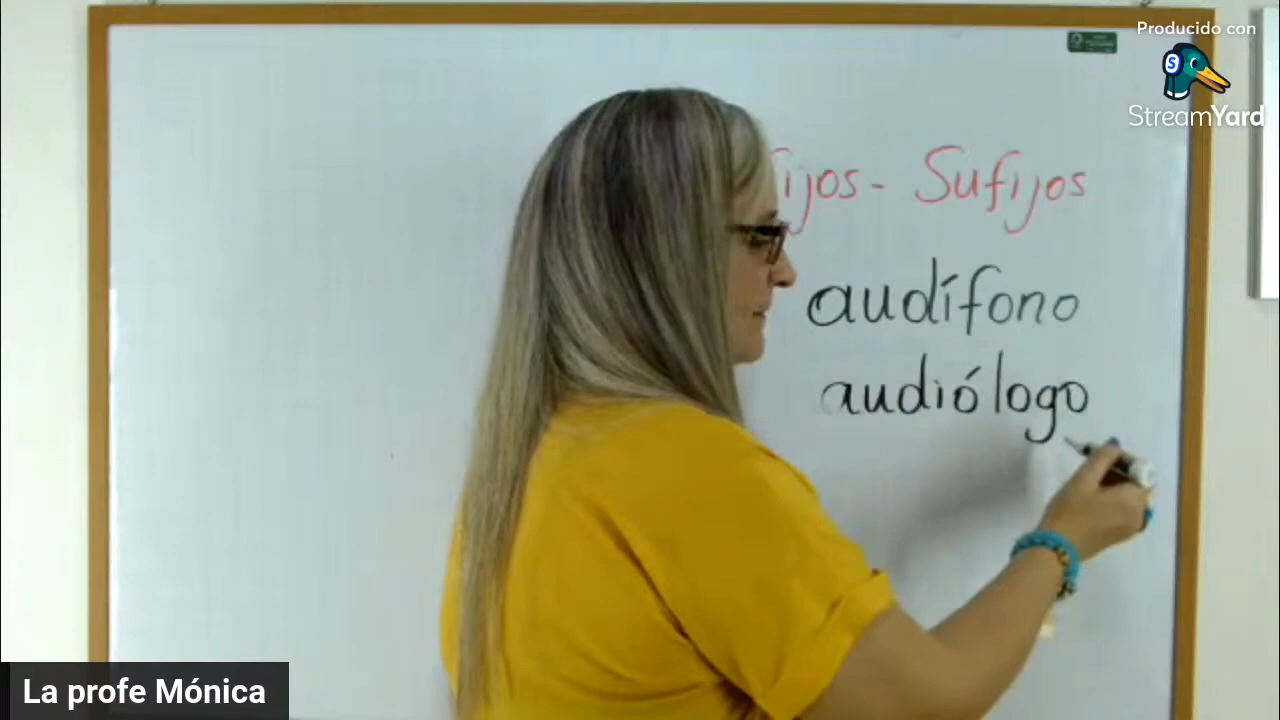 Producido con
StreamYard
ijos - Sufijos
audífono
audiólogo
La profe Mónica